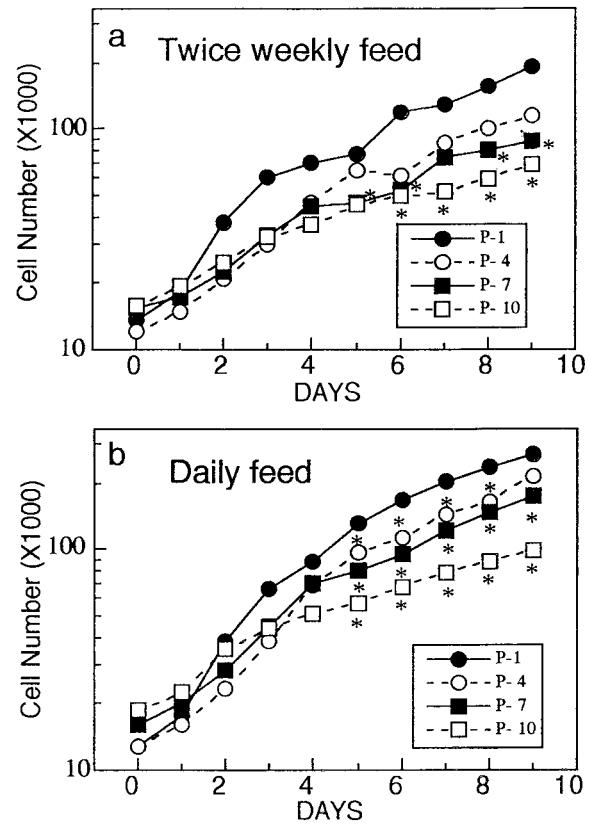 a
Twice weekly feed
Cell Number (X1000)
100
10
* * * *
* * * * *
P-1
P- 4
P- 7
P- 10
0 2 4 6 8 10
DAYS
b
Daily feed
Cell Number (X1000)
100
10
* * * *
* * * * *
* * * * *
P-1
P- 4
P- 7
P- 10
0 2 4 6 8 10
DAYS